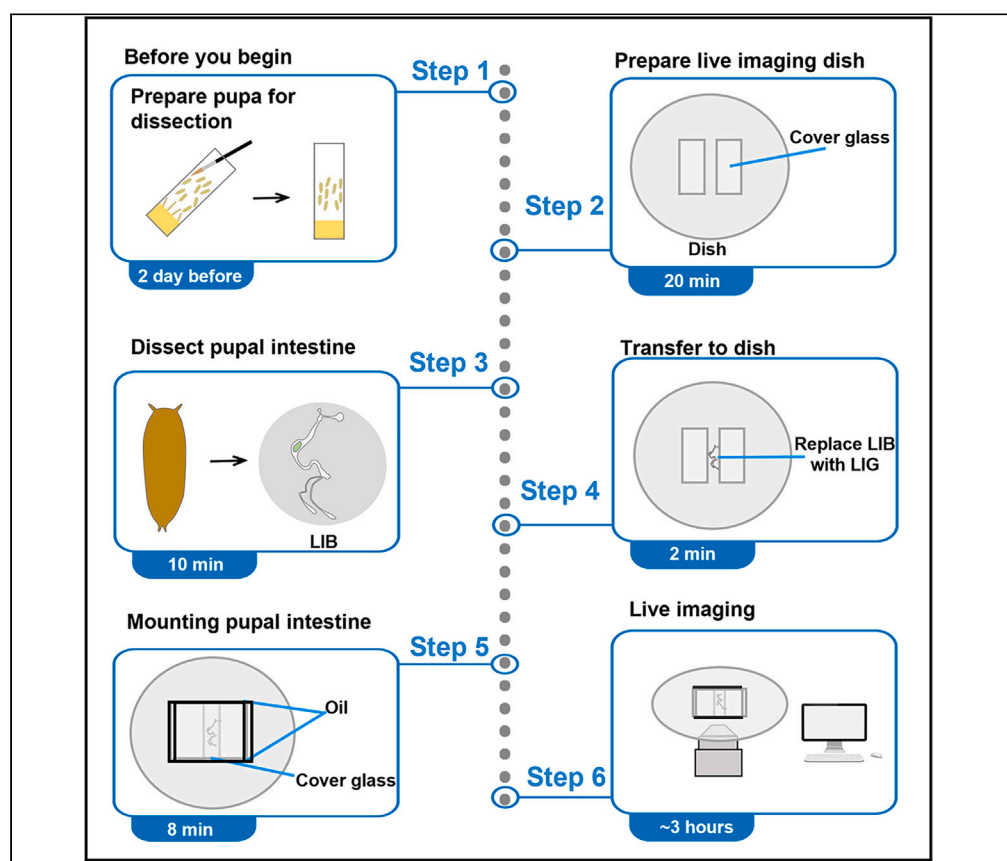 Before you begin
Step 1
Prepare pupa for
dissection
2 day before
Prepare live imaging dish
Cover glass
Step 2
Dish
20 min
Dissect pupal intestine
Step 3
LIB
10 min
Transfer to dish
Replace LIB
with LIG
Step 4
2 min
Mounting pupal intestine
Step 5
Oil
Cover glass
8 min
Live imaging
Step 6
~3 hours